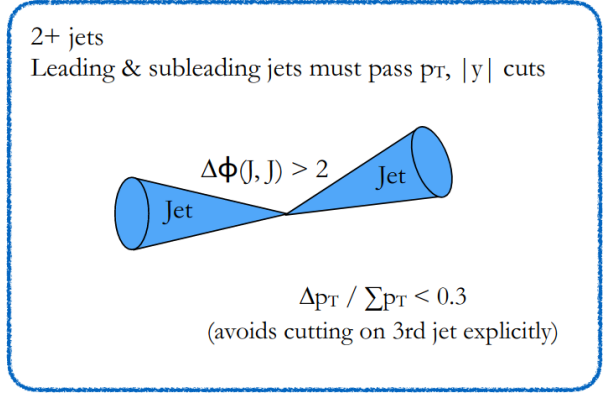 2+ jets
Leading & subleading jets must pass pT, |y| cuts
Δϕ(J, J) > 2
Jet
Jet
ΔpT / ∑pT < 0.3
(avoids cutting on 3rd jet explicitly)